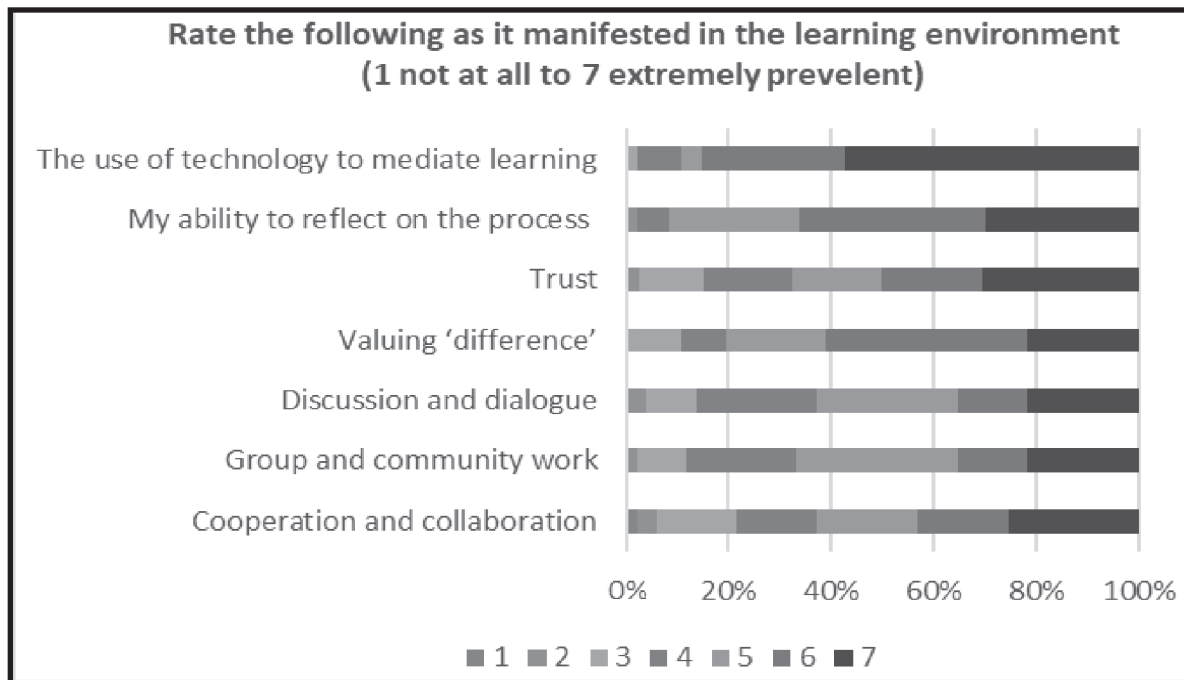 Rate the following as it manifested in the learning environment
(1 not at all to 7 extremely prevelent)
The use of technology to mediate learning
My ability to reflect on the process
Trust
Valuing ‘difference’
Discussion and dialogue
Group and community work
Cooperation and collaboration
0% 20% 40% 60% 80% 100%
1 2 3 4 5 6 7